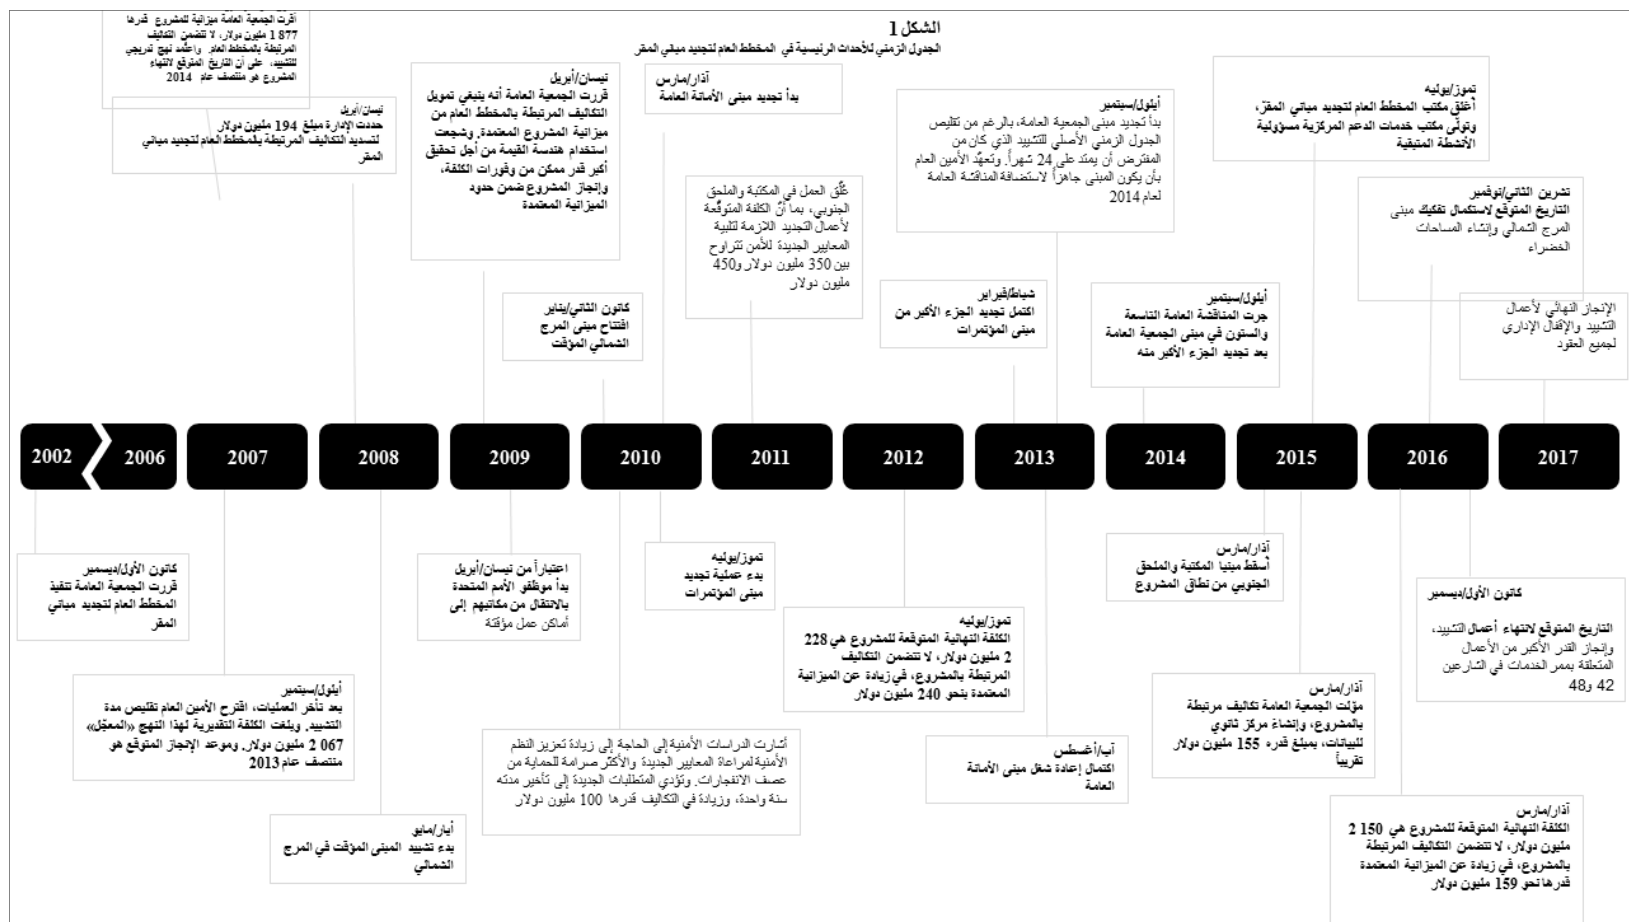 الشكل 1
الجدول الزمني للأحداث الرئيسية في المخطط العام لتجديد مباني المقر
أقرت الجمعية العامة ميزانية للمشروع قدرها
1 877 مليون دولار، لا تتضمن التكاليف
المرتبطة بالمخطط العام. واعتُمد نهج تدريجي
للتشييد، على أن التاريخ المتوقع لانتهاء
المشروع هو منتصف عام 2014
نيسان/أبريل
حددت الإدارة مبلغ 194 مليون دولار
لتسديد التكاليف المرتبطة بالمخطط العام لتجديد مباني
المقر
نيسان/أبريل
قررت الجمعية العامة أنه ينبغي تمويل
التكاليف المرتبطة بالمخطط العام من
ميزانية المشروع المعتمدة. وشجعت
استخدام هندسة القيمة من أجل تحقيق
أكبر قدر ممكن من وفورات الكلفة،
وإنجاز المشروع ضمن حدود
الميزانية المعتمدة
كانون الثاني/يناير
افتتاح مبنى المرج
الشمالي المؤقت
آذار/مارس
بدأ تجديد مبنى الأمانة العامة
عُلِّق العمل في المكتبة والملحق
الجنوبي، بما أنّ الكلفة المتوقَّعة
لأعمال التجديد اللازمة لتلبية
المعايير الجديدة للأمن تتراوح
بين 350 مليون دولار و450
مليون دولار
أيلول/سبتمبر
بدأ تجديد مبنى الجمعية العامة، بالرغم من تقليص
الجدول الزمني الأصلي للتشييد الذي كان من
المفترض أن يمتد على 24 شهراً. وتعهّد الأمين العام
بأن يكون المبنى جاهزاً لاستضافة المناقشة العامة
لعام 2014
شباط/فبراير
اكتمل تجديد الجزء الأكبر من
مبنى المؤتمرات
أيلول/سبتمبر
جرت المناقشة العامة التاسعة
والستون في مبنى الجمعية العامة
بعد تجديد الجزء الأكبر منه
تموز/يوليه
أُغلق مكتب المخطط العام لتجديد مباني المقرّ،
وتولّى مكتب خدمات الدعم المركزية مسؤولية
الأنشطة المتبقية
تشرين الثاني/نوفمبر
التاريخ المتوقع لاستكمال تفكيك مبنى
المرج الشمالي وإنشاء المساحات
الخضراء
الإنجاز النهائي لأعمال
التشييد والإقفال الإداري
لجميع العقود
2002 2006 2007 2008 2009 2010 2011 2012 2013 2014 2015 2016 2017
كانون الأول/ديسمبر
قررت الجمعية العامة تنفيذ
المخطط العام لتجديد مباني
المقر
أيلول/سبتمبر
بعد تأخر العمليات، اقترح الأمين العام تقليص مدة
التشييد. وبلغت الكلفة التقديرية لهذا النهج «المعجّل»
2 067 مليون دولار. وموعد الإنجاز المتوقع هو
منتصف عام 2013
أيار/مايو
بدء تشييد المبنى المؤقت في المرج
الشمالي
اعتباراً من نيسان/أبريل
بدأ موظفو الأمم المتحدة
بالانتقال من مكاتبهم إلى
أماكن عمل مؤقتة
أشارت الدراسات الأمنية إلى الحاجة إلى زيادة تعزيز النظم
الأمنية لمراعاة المعايير الجديدة والأكثر صرامة للحماية من
عصف الانفجارات. وتؤدي المتطلبات الجديدة إلى تأخير مدته
سنة واحدة، وزيادة في التكاليف قدرها 100 مليون دولار
تموز/يوليه
بدء عملية تجديد
مبنى المؤتمرات
تموز/يوليه
الكلفة النهائية المتوقعة للمشروع هي 228
2 مليون دولار، لا تتضمن التكاليف
المرتبطة بالمشروع، في زيادة عن الميزانية
المعتمدة بنحو 240 مليون دولار
آب/أغسطس
اكتمال إعادة شغل مبنى الأمانة
العامة
آذار/مارس
أُسقط مبنيا المكتبة والملحق
الجنوبي من نطاق المشروع
آذار/مارس
موّلت الجمعية العامة تكاليف مرتبطة
بالمشروع، وإنشاءَ مركز ثانوي
للبيانات، بمبلغ قدره 155 مليون دولار
تقريباً
آذار/مارس
الكلفة النهائية المتوقعة للمشروع هي 150 2
مليون دولار، لا تتضمن التكاليف المرتبطة
بالمشروع، في زيادة عن الميزانية المعتمدة
قدرها نحو 159 مليون دولار
كانون الأول/ديسمبر
التاريخ المتوقع لانتهاء أعمال التشييد،
وإنجاز القدر الأكبر من الأعمال
المتعلقة بممر الخدمات في الشارعين
42 و48